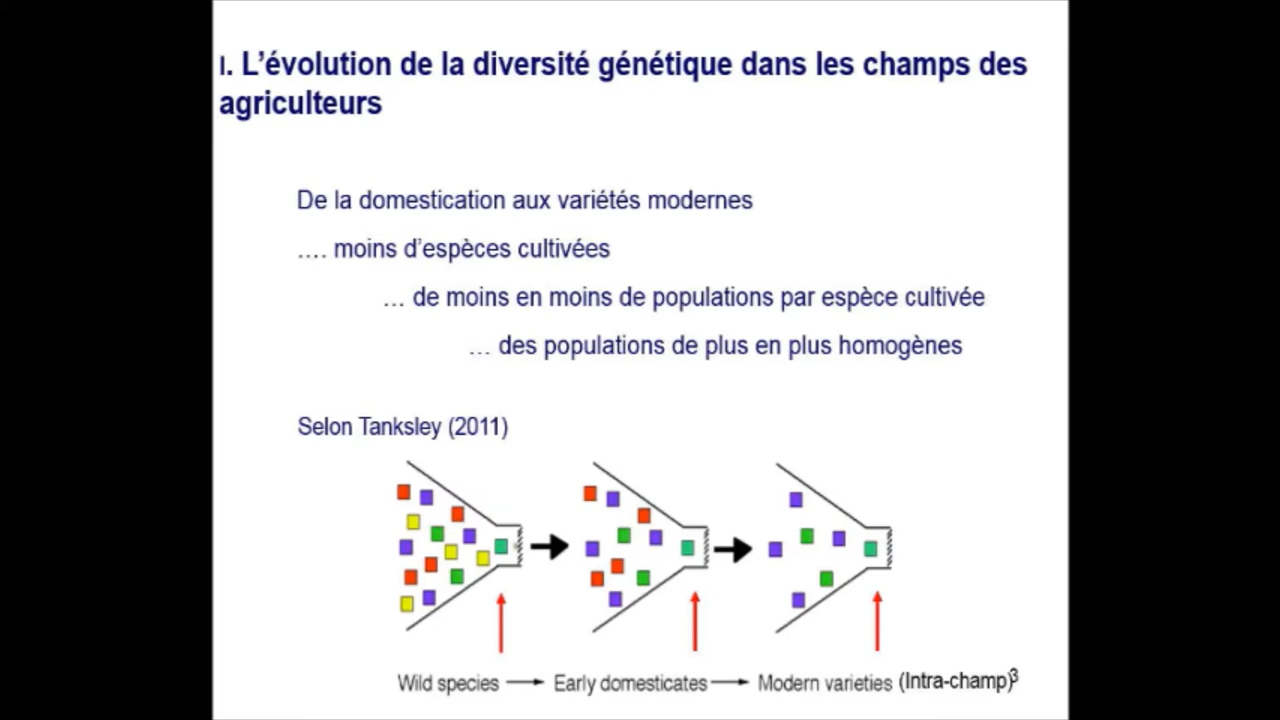 I. L'évolution de la diversité génétique dans les champs des
agriculteurs
De la domestication aux variétés modernes
.... moins d'espèces cultivées
... de moins en moins de populations par espèce cultivée
... des populations de plus en plus homogènes
Selon Tanksley (2011)
Wild species → Early domesticates → Modern varieties (Intra-champ)
3